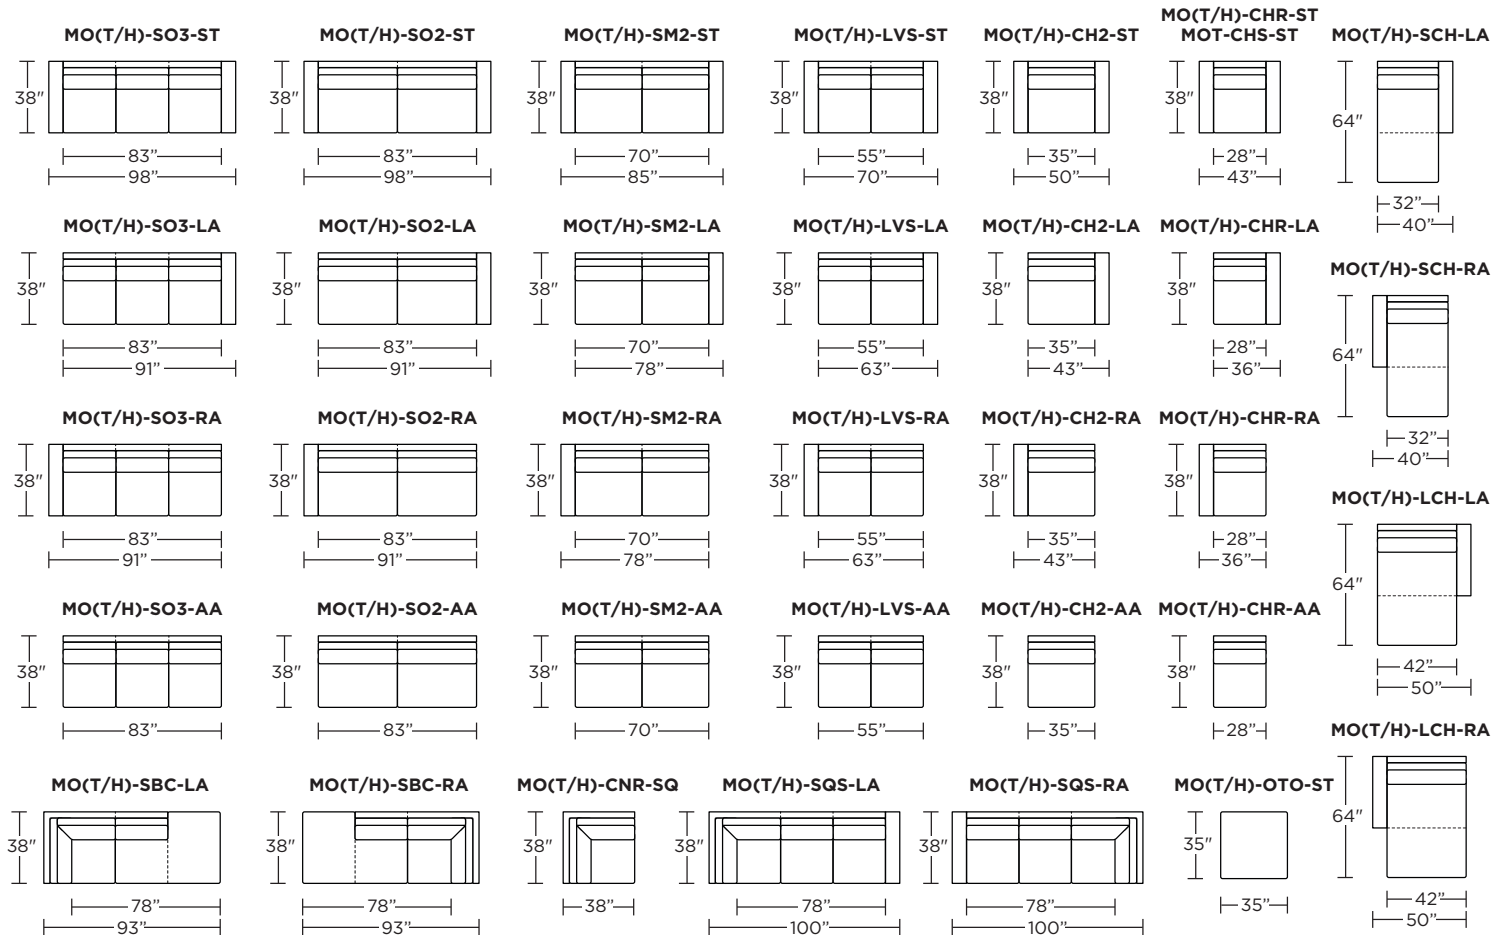 MO(T/H)-SO3-ST
38"
83”
98”
MO(T/H)-SO2-ST
38"
83”
98”
MO(T/H)-SM2-ST
38"
70”
85”
MO(T/H)-LVS-ST
38"
55”
70”
MO(T/H)-CH2-ST
38"
35”
50”
MO(T/H)-CHR-ST
MOT-CHS-ST
38"
28”
43”
MO(T/H)-SCH-LA
64"
32”
40”
MO(T/H)-SO3-LA
38"
83”
91”
MO(T/H)-SO2-LA
38"
83”
91”
MO(T/H)-SM2-LA
38"
70”
78”
MO(T/H)-LVS-LA
38"
55”
63”
MO(T/H)-CH2-LA
38"
35”
43”
MO(T/H)-CHR-LA
38"
28”
36”
MO(T/H)-SCH-RA
64"
32”
40”
MO(T/H)-SO3-RA
38"
83”
91”
MO(T/H)-SO2-RA
38"
83”
91”
MO(T/H)-SM2-RA
38"
70”
78”
MO(T/H)-LVS-RA
38"
55”
63”
MO(T/H)-CH2-RA
38"
35”
43”
MO(T/H)-CHR-RA
38"
28”
36”
MO(T/H)-LCH-LA
64"
42”
50”
MO(T/H)-SO3-AA
38"
83”
MO(T/H)-SO2-AA
38"
83”
MO(T/H)-SM2-AA
38"
70”
MO(T/H)-LVS-AA
38"
55”
MO(T/H)-CH2-AA
38"
35”
MO(T/H)-CHR-AA
38"
28”
MO(T/H)-LCH-RA
64"
42”
50”
MO(T/H)-SBC-LA
38"
78”
93”
MO(T/H)-SBC-RA
38"
78”
93”
MO(T/H)-CNR-SQ
38"
38”
MO(T/H)-SQS-LA
38"
78”
100”
MO(T/H)-SQS-RA
38"
78”
100”
MO(T/H)-OTO-ST
35"
35”